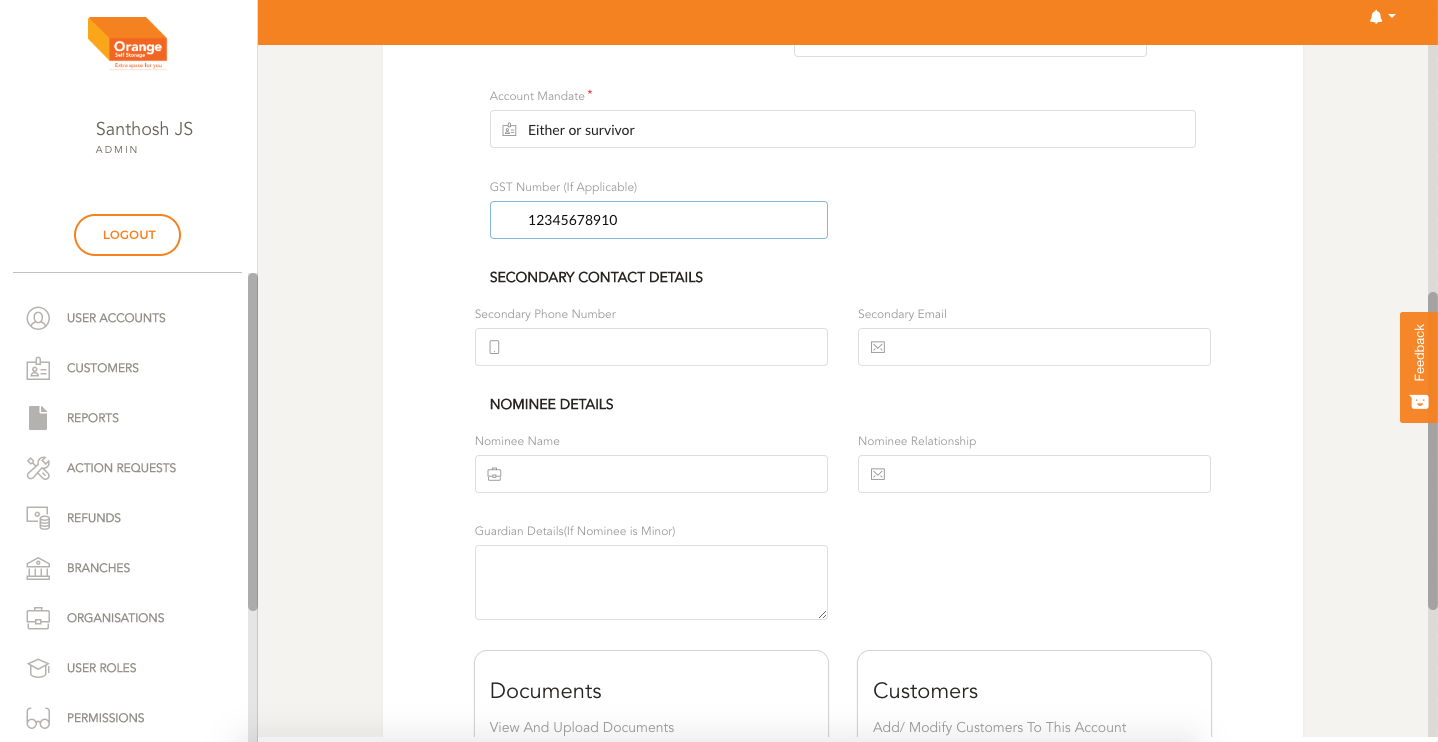 Orange
Self Storage
Extra space for you
Santhosh JS
ADMIN
LOGOUT
USER ACCOUNTS
CUSTOMERS
REPORTS
ACTION REQUESTS
REFUNDS
BRANCHES
ORGANISATIONS
USER ROLES
PERMISSIONS
Account Mandate*
Either or survivor
GST Number (If Applicable)
12345678910
SECONDARY CONTACT DETAILS
Secondary Phone Number
Secondary Email
NOMINEE DETAILS
Nominee Name
Nominee Relationship
Guardian Details(If Nominee is Minor)
Documents
View And Upload Documents
Customers
Add/ Modify Customers To This Account
Feedback